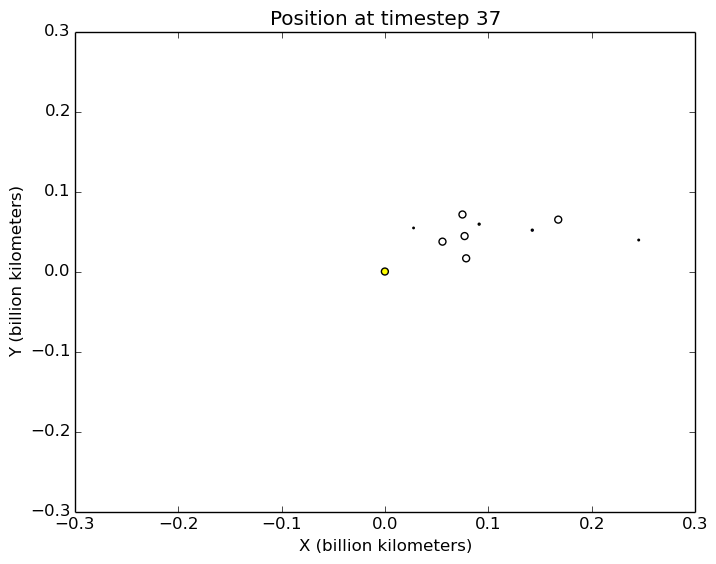 Position at timestep 37
0.3
0.2
0.1
0.0
−0.1
−0.2
−0.3
Y (billion kilometers)
−0.3 −0.2 −0.1 0.0 0.1 0.2 0.3
X (billion kilometers)